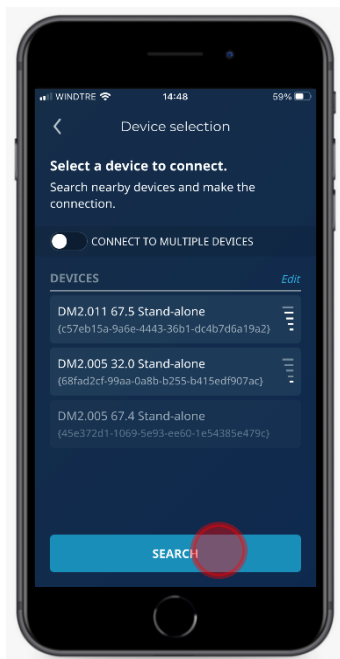 WINDTRE 14:48 59%
Device selection
Select a device to connect.
Search nearby devices and make the
connection.
CONNECT TO MULTIPLE DEVICES
DEVICES Edit
DM2.011 67.5 Stand-alone
{c57eb15a-9a6e-4443-36b1-dc4b7d6a19a2}
DM2.005 32.0 Stand-alone
{68fad2cf-99aa-0a8b-b255-b415edf907ac}
DM2.005 67.4 Stand-alone
{45e372d1-1069-5e93-ee60-1e54385e479c}
SEARCH